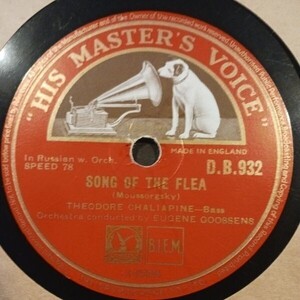 "HIS MASTER'S VOICE"
In Russian w. Orch.
SPEED 78
MADE IN ENGLAND
D.B.932
SONG OF THE FLEA
(Moussorgsky)
THEODORE CHALIAPINE—Bass
Orchestra conducted by EUGENE GOOSSENS
BIEM